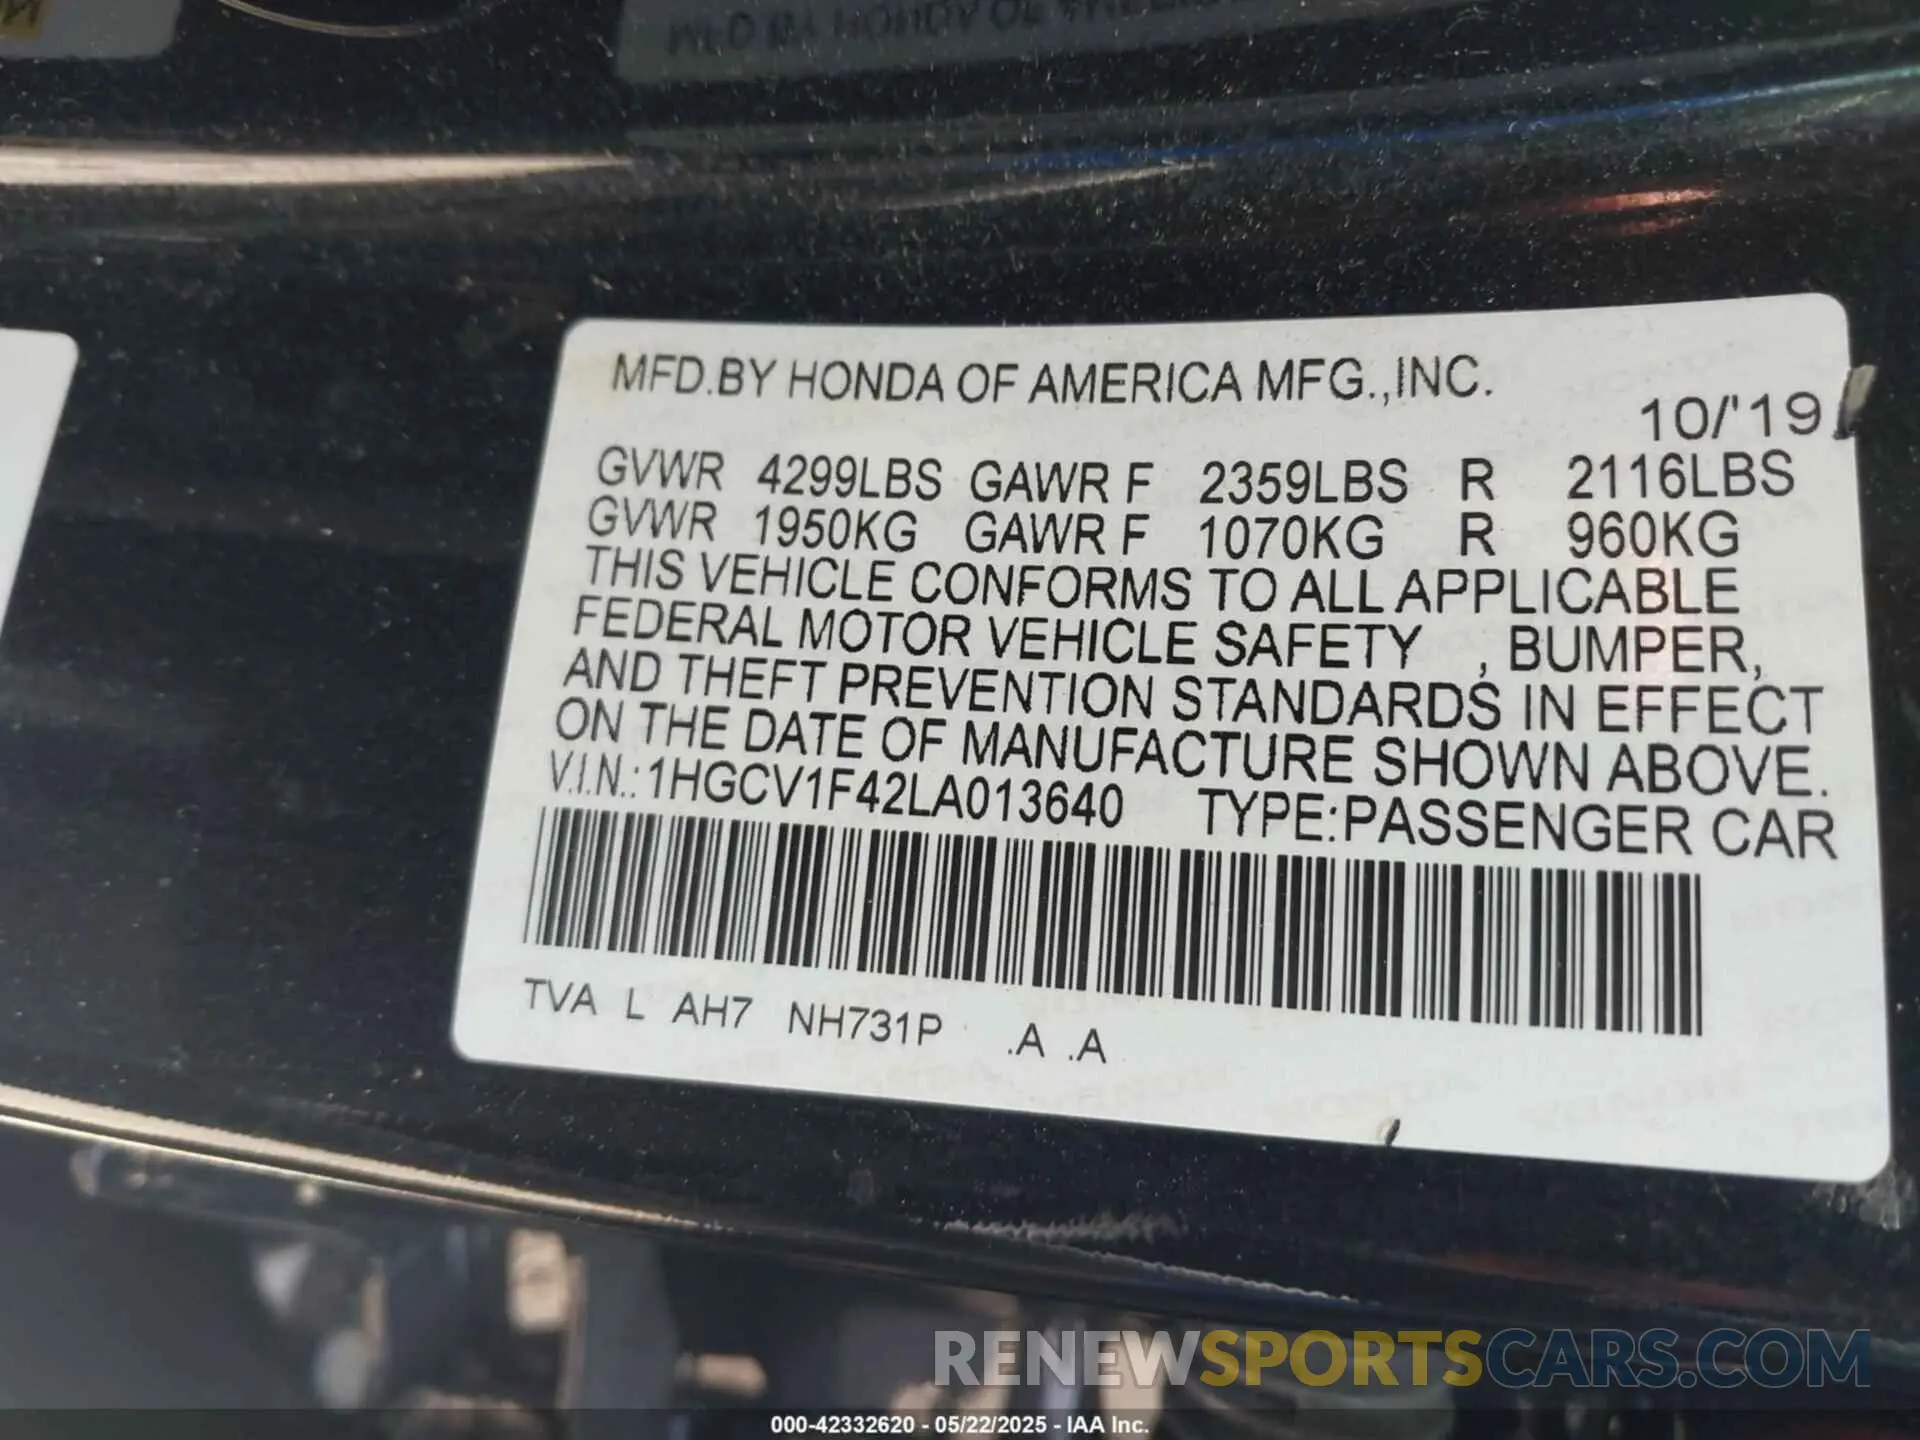 MFD.BY HONDA OF AMERICA MFG.,INC.
10/'19
GVWR 4299LBS GAWR F 2359LBS R 2116LBS
GVWR 1950KG GAWR F 1070KG R 960KG
THIS VEHICLE CONFORMS TO ALL APPLICABLE
FEDERAL MOTOR VEHICLE SAFETY , BUMPER,
AND THEFT PREVENTION STANDARDS IN EFFECT
ON THE DATE OF MANUFACTURE SHOWN ABOVE.
V.I.N.:1HGCV1F42LA013640 TYPE:PASSENGER CAR
TVA L AH7 NH731P .A .A
RENEWSPORTSCARS.COM
000-42332620 - 05/22/2025 - IAA Inc.